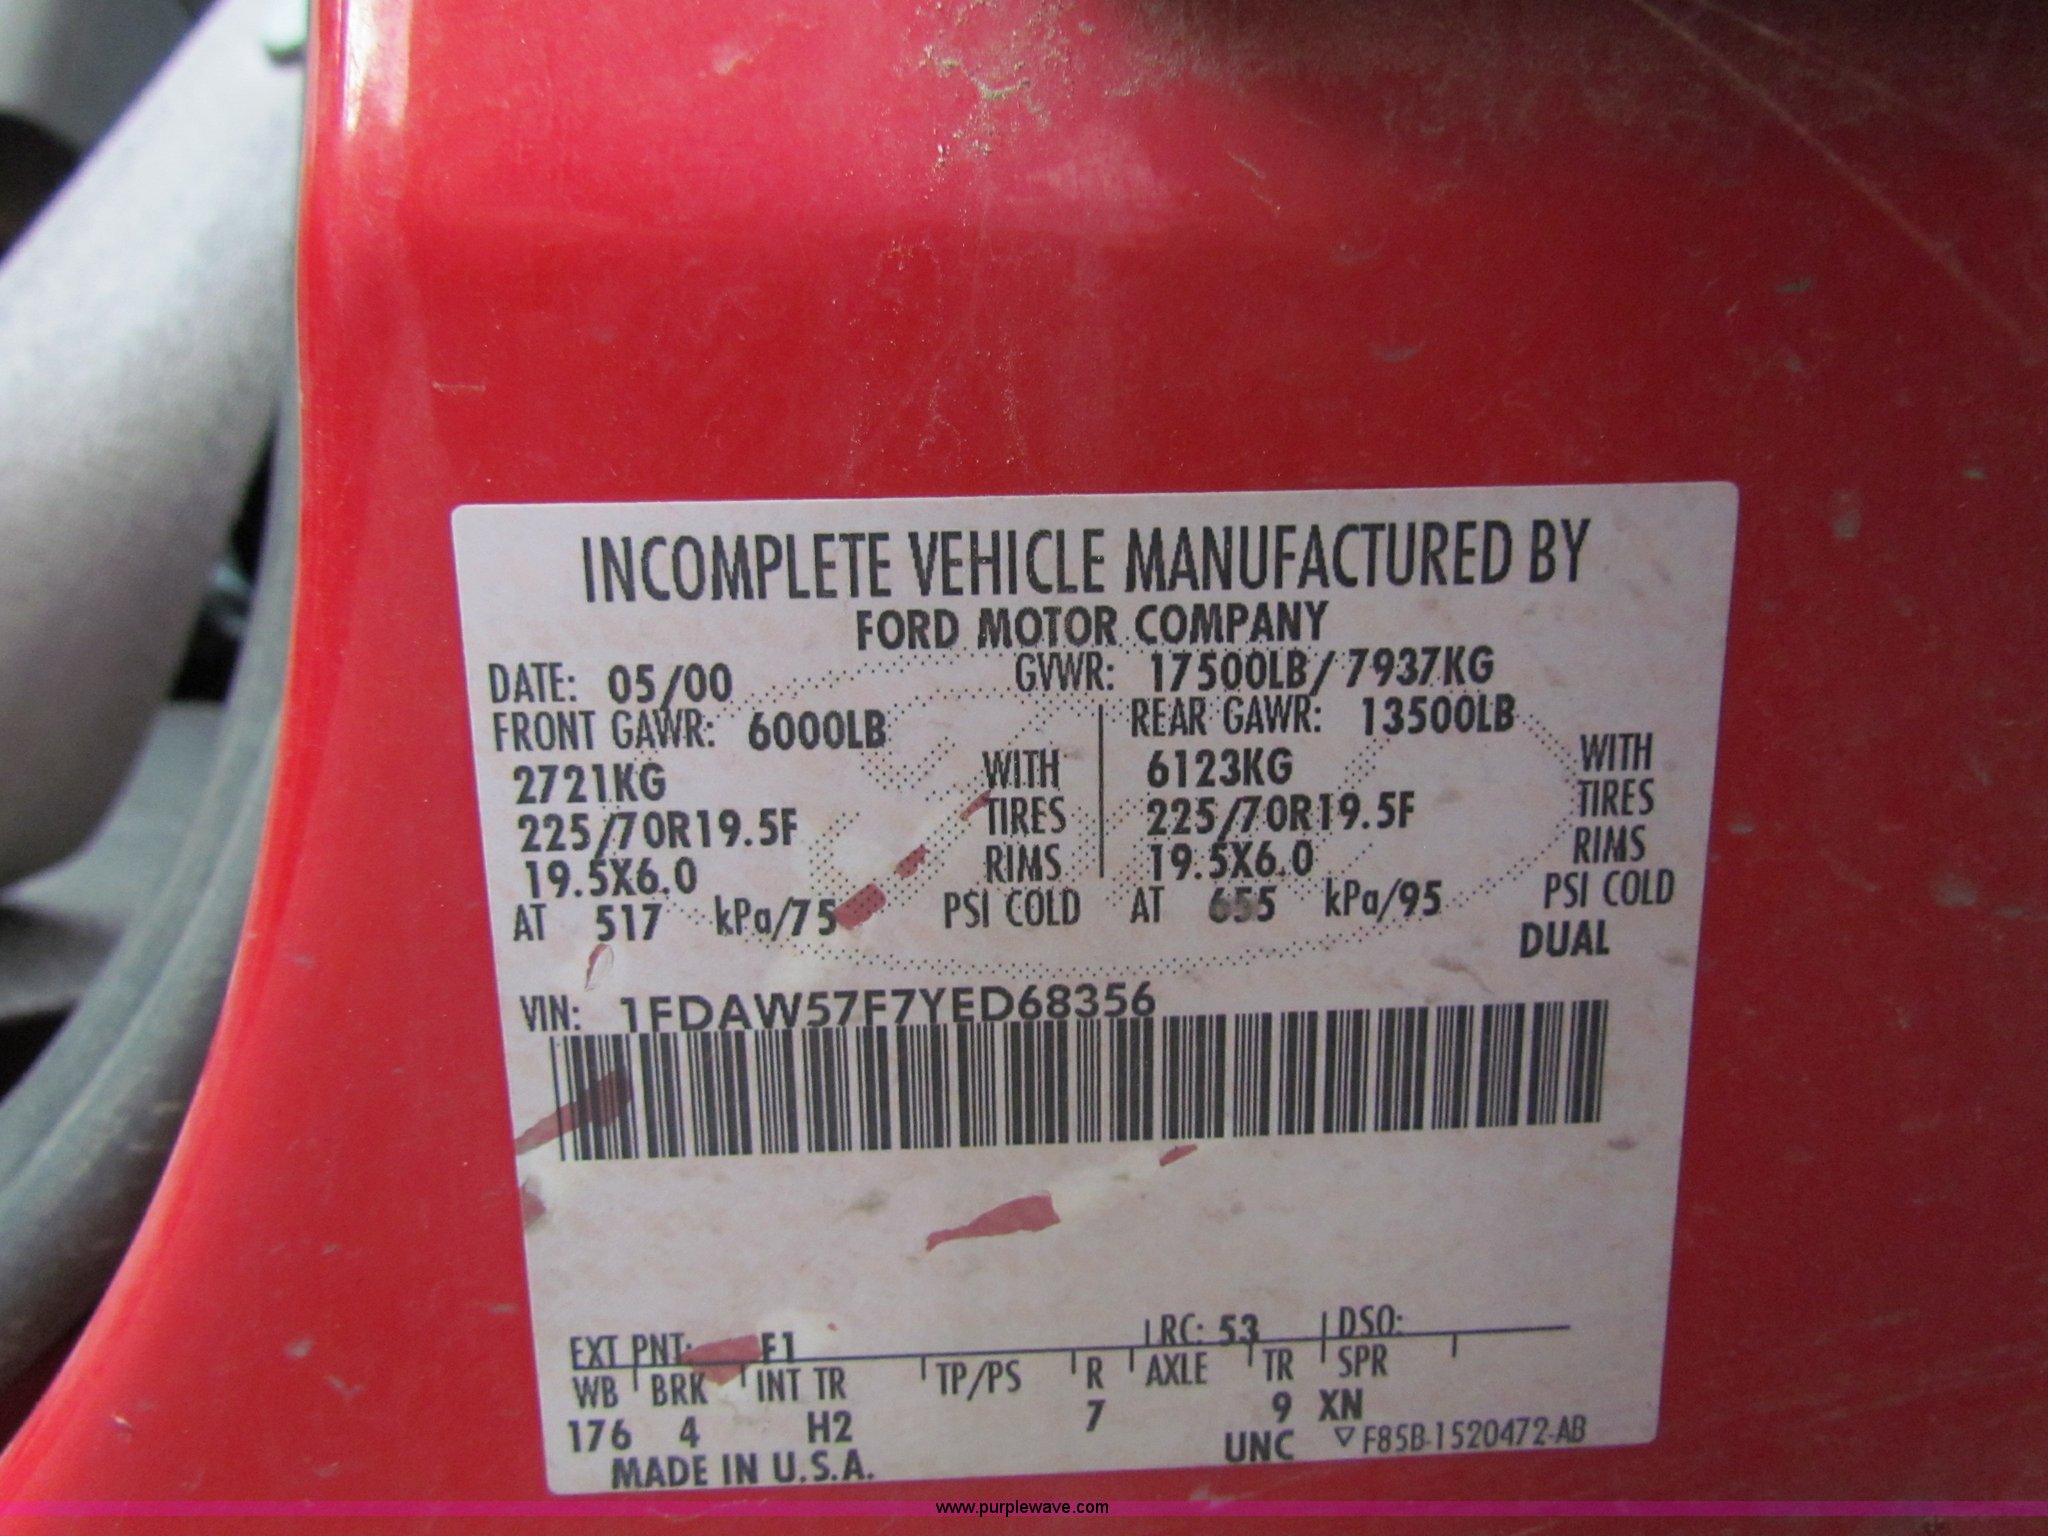 INCOMPLETE VEHICLE MANUFACTURED BY
FORD MOTOR COMPANY
DATE: 05/00 GVWR: 17500LB/ 7937KG
FRONT GAWR: 6000LB REAR GAWR: 13500LB
2721KG WITH 6123KG WITH
225/70R19.5F TIRES 225/70R19.5F TIRES
19.5X6.0 RIMS 19.5X6.0 RIMS
AT 517 kPa/75 PSI COLD AT 655 kPa/95 PSI COLD
DUAL
VIN: 1FDAW57F7YED68356
EXT PNT: F1 RC: 53 DSO:
WB BRK INT TR TP/PS R AXLE TR SPR
176 4 H2 7 9 XN
MADE IN U.S.A. UNC ▽ F85B-1520472-AB
www.purplewave.com